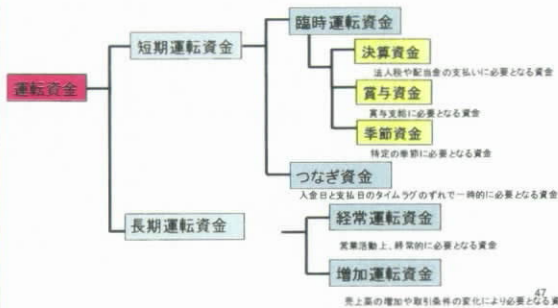 臨時運転資金
短期運転資金
決算資金
法人税や配当金の支払いに必要となる資金
運転資金
賞与資金
賞与支給に必要となる資金
季節資金
特定の季節に必要となる資金
つなぎ資金
入金日と支払日のタイムラグのずれで一時的に必要となる資金
長期運転資金
経常運転資金
営業活動上、経常的に必要となる資金
増加運転資金
47
売上高の増加や取引条件の変化により必要となる資